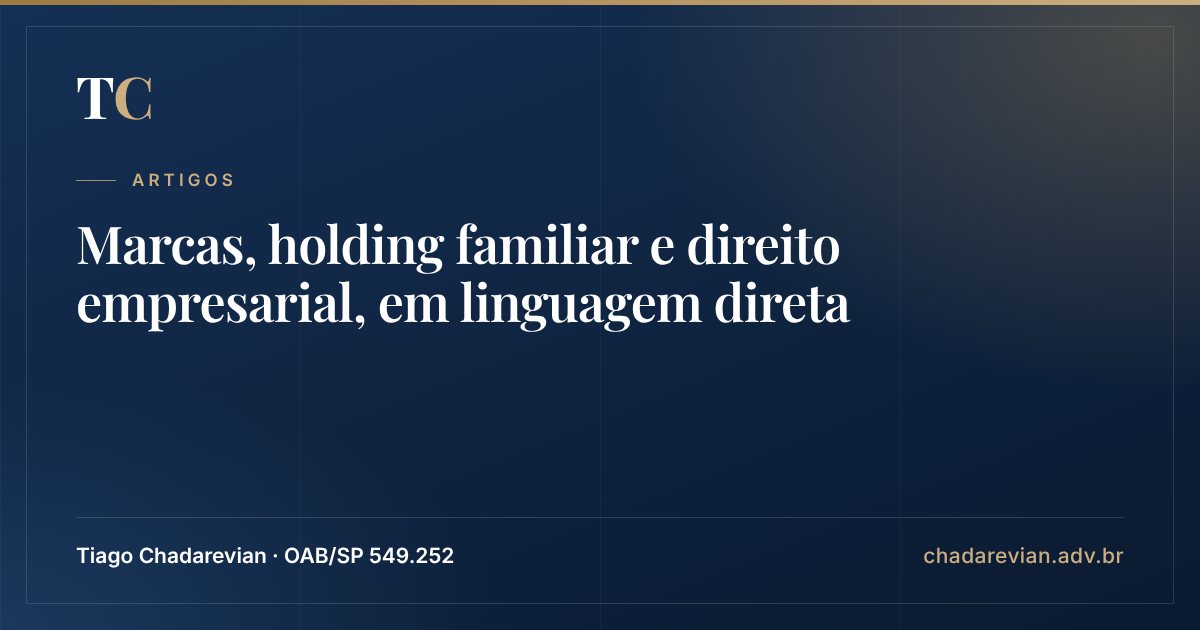 TC
ARTIGOS
Marcas, holding familiar e direito
empresarial, em linguagem direta
Tiago Chadarevian · OAB/SP 549.252
chadarevian.adv.br